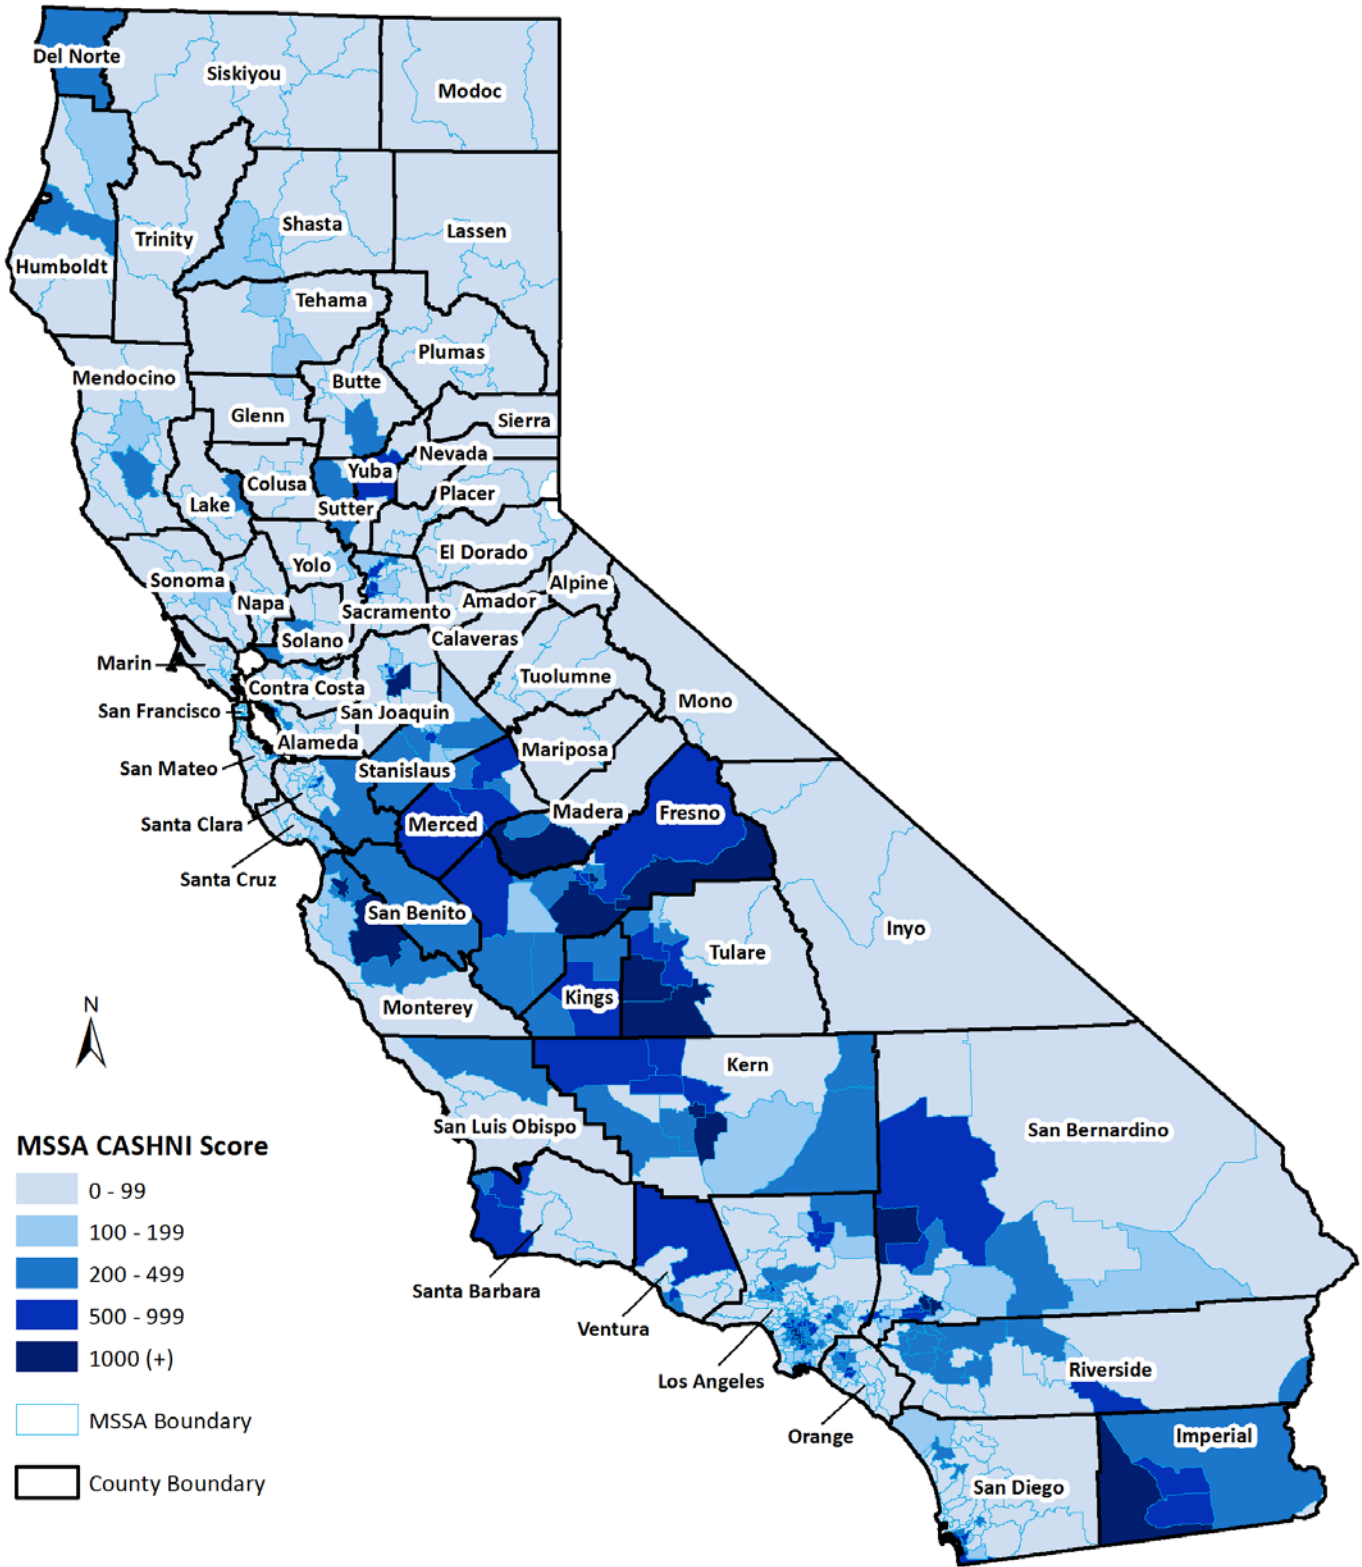 Del Norte
Siskiyou
Modoc
Shasta
Lassen
Trinity
Humboldt
Tehama
Plumas
Mendocino
Butte
Glenn
Sierra
Nevada
Yuba
Colusa
Placer
Lake
Sutter
El Dorado
Yolo
Sonoma
Alpine
Napa
Amador
Sacramento
Solano
Calaveras
Marin
Tuolumne
Contra Costa
Mono
San Francisco
San Joaquin
Alameda
Mariposa
San Mateo
Stanislaus
Madera
Fresno
Santa Clara
Merced
Santa Cruz
San Benito
Inyo
Tulare
N
Kings
Monterey
Kern
San Luis Obispo
San Bernardino
MSSA CASHNI Score
0 - 99
100 - 199
200 - 499
500 - 999
1000 (+)
MSSA Boundary
County Boundary
Santa Barbara
Ventura
Los Angeles
Riverside
Orange
Imperial
San Diego